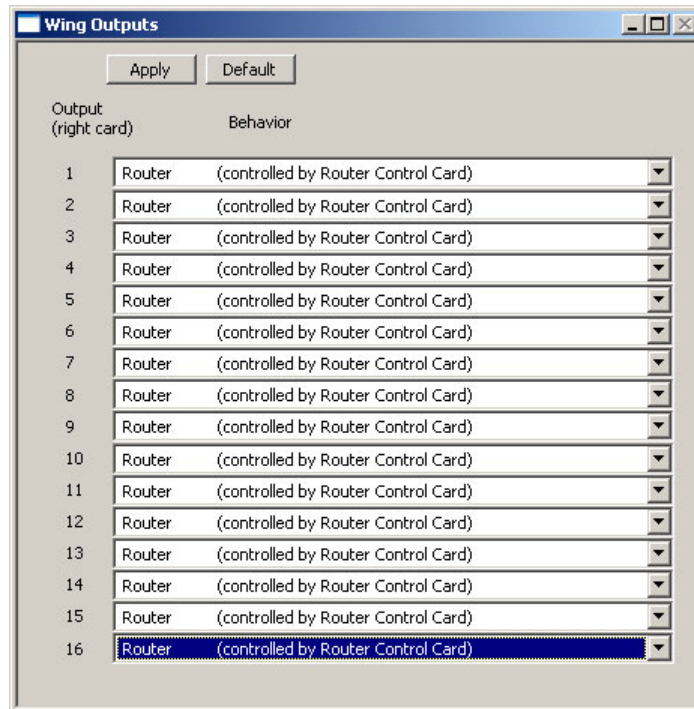 Wing Outputs
Apply Default
Output
(right card) Behavior
1 Router (controlled by Router Control Card)
2 Router (controlled by Router Control Card)
3 Router (controlled by Router Control Card)
4 Router (controlled by Router Control Card)
5 Router (controlled by Router Control Card)
6 Router (controlled by Router Control Card)
7 Router (controlled by Router Control Card)
8 Router (controlled by Router Control Card)
9 Router (controlled by Router Control Card)
10 Router (controlled by Router Control Card)
11 Router (controlled by Router Control Card)
12 Router (controlled by Router Control Card)
13 Router (controlled by Router Control Card)
14 Router (controlled by Router Control Card)
15 Router (controlled by Router Control Card)
16 Router (controlled by Router Control Card)